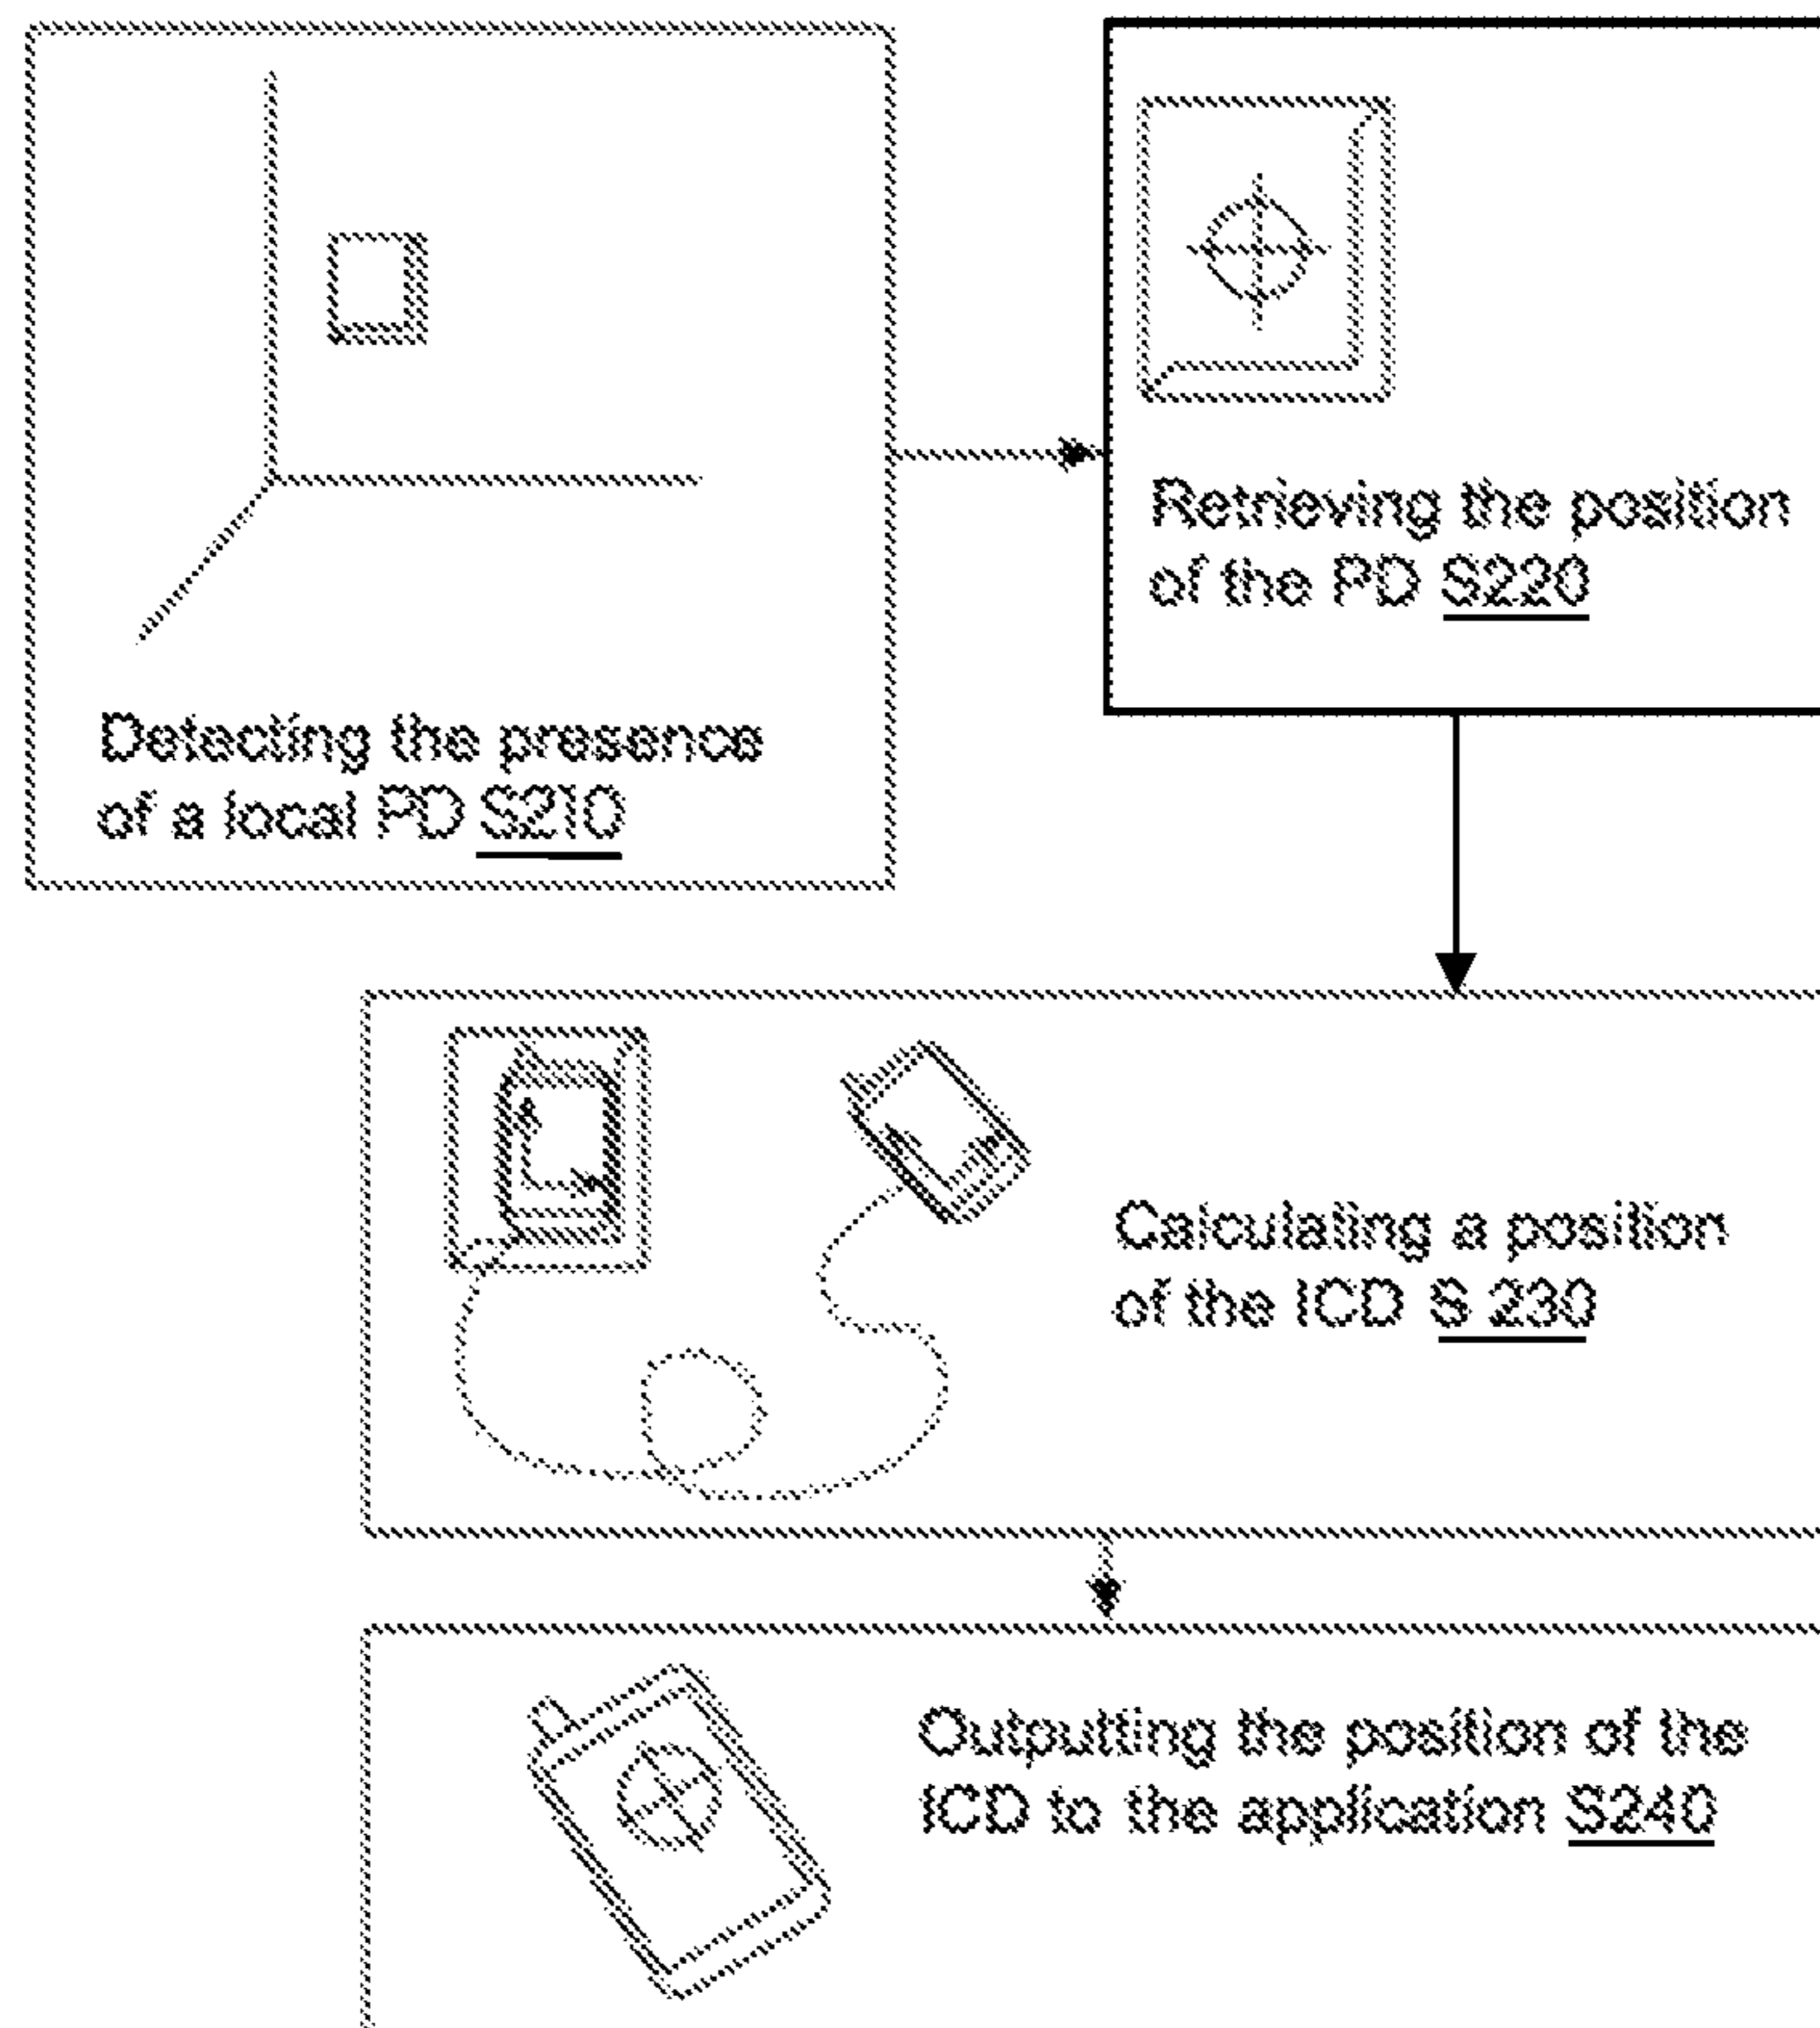 Detecting the presence
of a local PD S210
Retrieving the position
of the PD S220
Calculating a position
of the ICD S 230
Outputting the position of the
ICD to the application S240